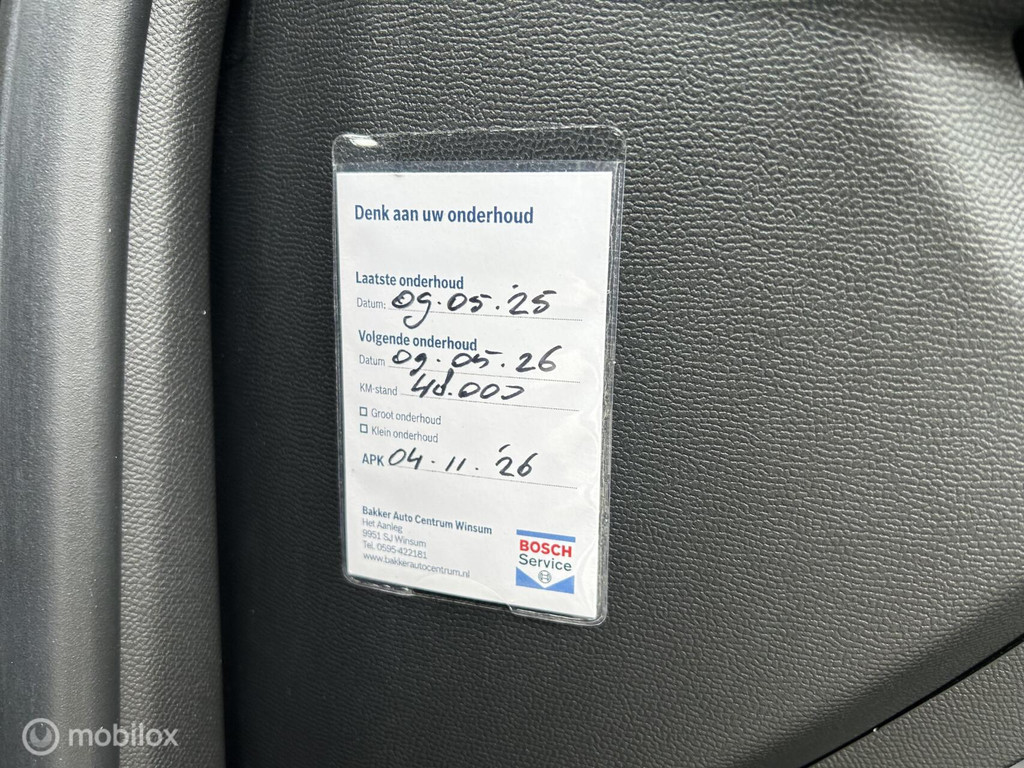 Denk aan uw onderhoud
Laatste onderhoud
Datum: 09.05.'25
Volgende onderhoud
Datum 09.05.26
KM-stand 48.000
Groot onderhoud
Klein onderhoud
APK 04.11.'26
Bakker Auto Centrum Winsum
Het Aanleg
9951 SJ Winsum
Tel. 0595-422181
www.bakkerautocentrum.nl
BOSCH
Service
mobilox